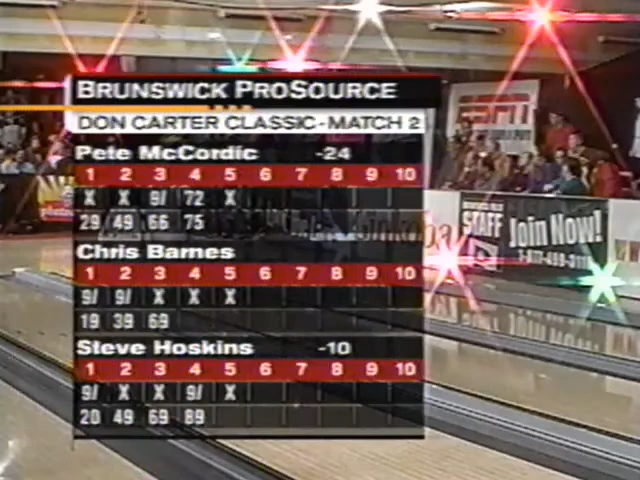 BRUNSWICK PROSOURCE
DON CARTER CLASSIC - MATCH 2
Pete McCordic -24
1 2 3 4 5 6 7 8 9 10
X X 9/ 72 X
29 49 66 75
Chris Barnes
1 2 3 4 5 6 7 8 9 10
9/ 9/ X X X
19 39 69
Steve Hoskins -10
1 2 3 4 5 6 7 8 9 10
9/ X X 9/ X
20 49 69 89
ESPN
STAFF
Join Now!